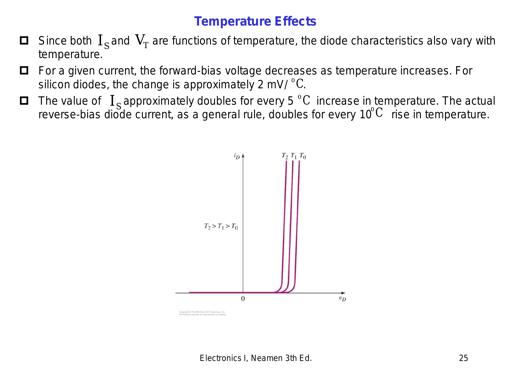 Temperature Effects
Since both I_S and V_T are functions of temperature, the diode characteristics also vary with
temperature.
For a given current, the forward-bias voltage decreases as temperature increases. For
silicon diodes, the change is approximately 2 mV/ °C.
The value of I_S approximately doubles for every 5 °C increase in temperature. The actual
reverse-bias diode current, as a general rule, doubles for every 10°C rise in temperature.
i_D
T_2 T_1 T_0
T_2 > T_1 > T_0
0
v_D
Electronics I, Neamen 3th Ed.
25